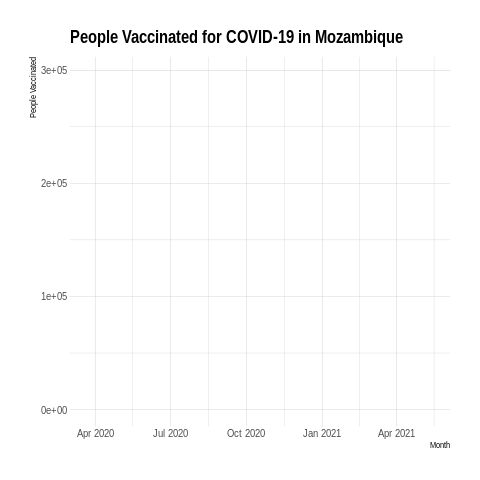 People Vaccinated for COVID-19 in Mozambique
People Vaccinated
3e+05
2e+05
1e+05
0e+00
Apr 2020 Jul 2020 Oct 2020 Jan 2021 Apr 2021
Month